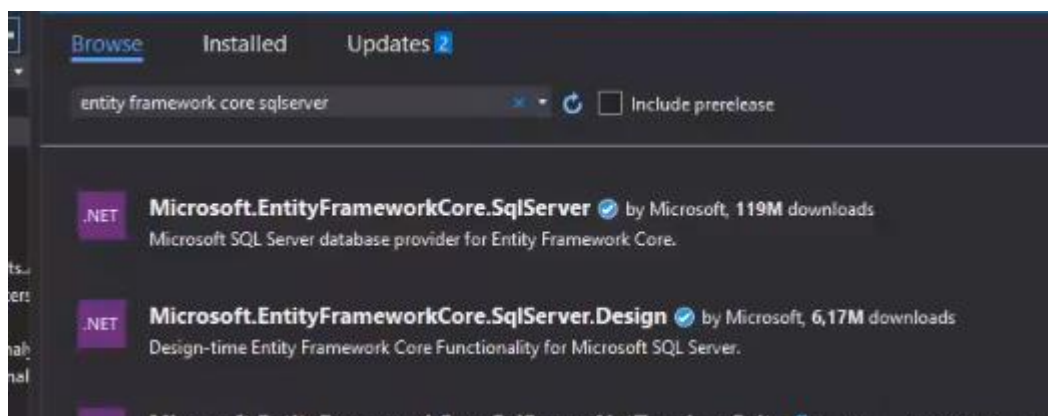 Browse Installed Updates 2
entity framework core sqlserver Include prerelease
.NET Microsoft.EntityFrameworkCore.SqlServer by Microsoft, 119M downloads
Microsoft SQL Server database provider for Entity Framework Core.
.NET Microsoft.EntityFrameworkCore.SqlServer.Design by Microsoft, 6,17M downloads
Design-time Entity Framework Core Functionality for Microsoft SQL Server.